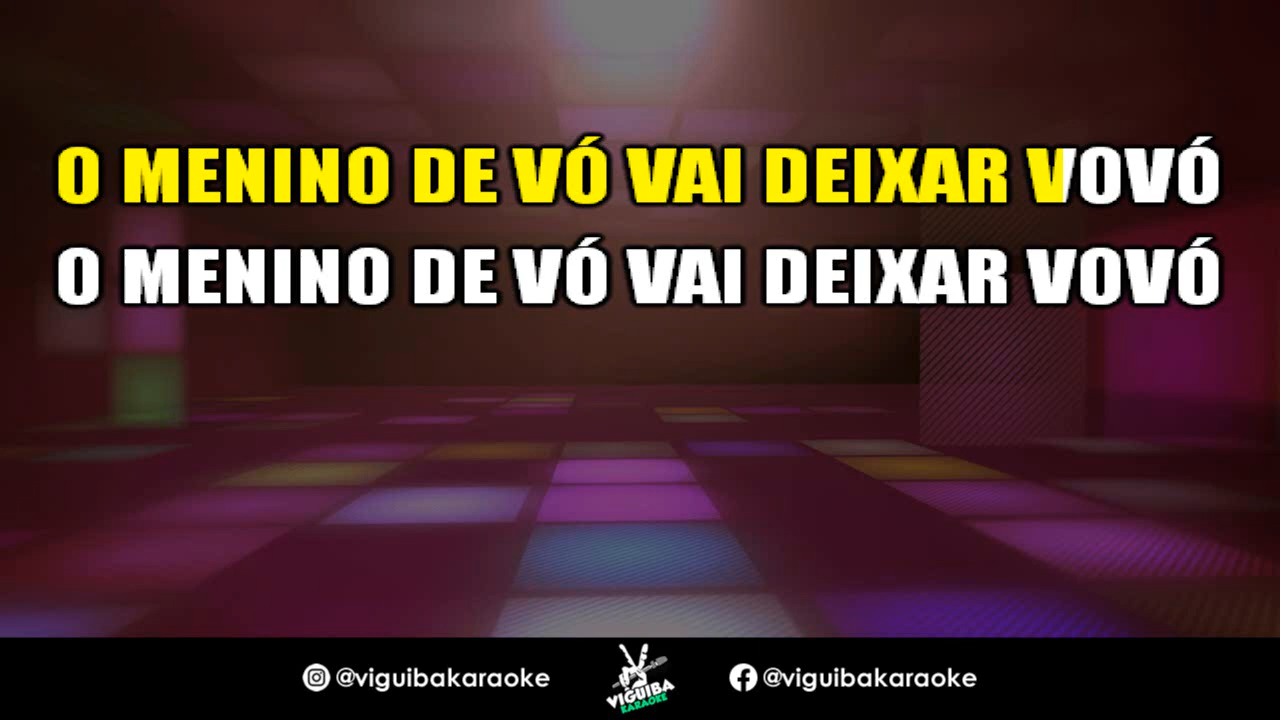 O MENINO DE VÓ VAI DEIXAR VOVÓ
O MENINO DE VÓ VAI DEIXAR VOVÓ
@viguibakaraoke
VIGUIBA
KARAOKE
@viguibakaraoke